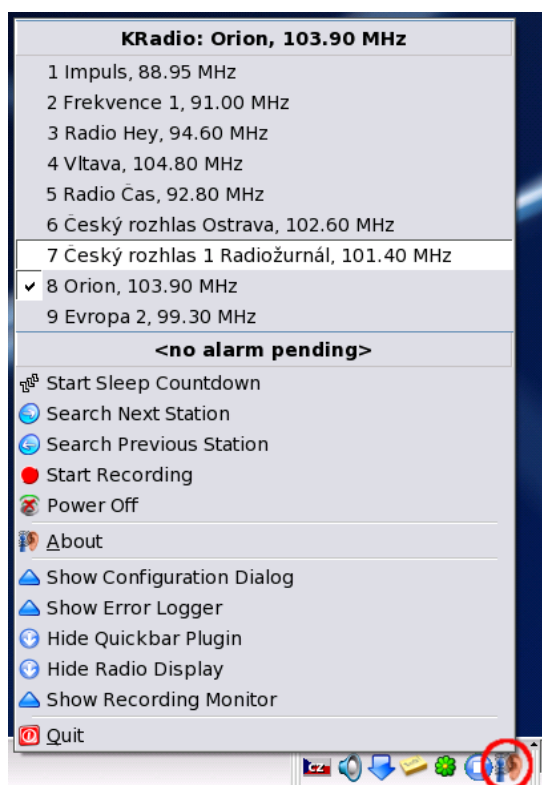 KRadio: Orion, 103.90 MHz
1 Impuls, 88.95 MHz
2 Frekvence 1, 91.00 MHz
3 Radio Hey, 94.60 MHz
4 Vltava, 104.80 MHz
5 Radio Čas, 92.80 MHz
6 Český rozhlas Ostrava, 102.60 MHz
7 Český rozhlas 1 Radiožurnál, 101.40 MHz
8 Orion, 103.90 MHz
9 Evropa 2, 99.30 MHz
<no alarm pending>
Start Sleep Countdown
Search Next Station
Search Previous Station
Start Recording
Power Off
About
Show Configuration Dialog
Show Error Logger
Hide Quickbar Plugin
Hide Radio Display
Show Recording Monitor
Quit
cz